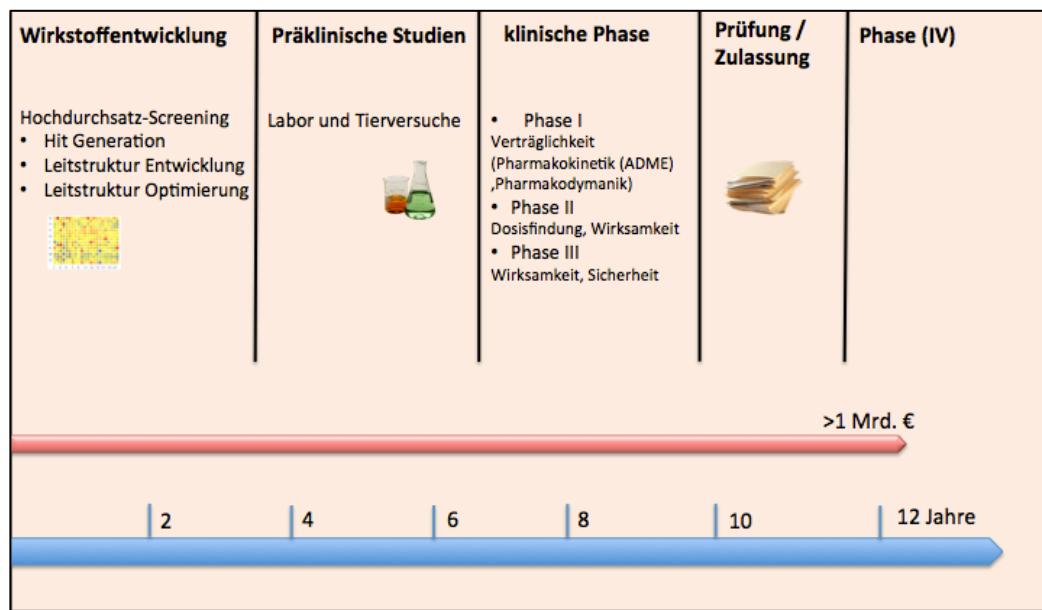 Wirkstoffentwicklung
Hochdurchsatz-Screening
• Hit Generation
• Leitstruktur Entwicklung
• Leitstruktur Optimierung
Präklinische Studien
Labor und Tierversuche
klinische Phase
• Phase I
Verträglichkeit
(Pharmakokinetik (ADME)
,Pharmakodymanik)
• Phase II
Dosisfindung, Wirksamkeit
• Phase III
Wirksamkeit, Sicherheit
Prüfung /
Zulassung
Phase (IV)
>1 Mrd. €
2
4
6
8
10
12 Jahre